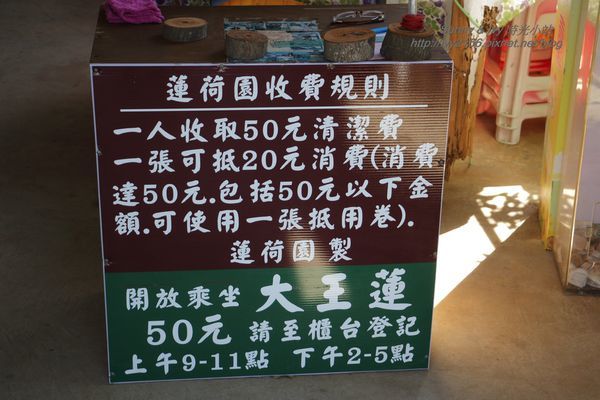 蓮荷園收費規則
一人收取50元清潔費
一張可抵20元消費(消費
達50元.包括50元以下金
額.可使用一張抵用卷).
蓮荷園 製
開放乘坐 大王蓮
50元 請至櫃台登記
上午9-11點 下午2-5點